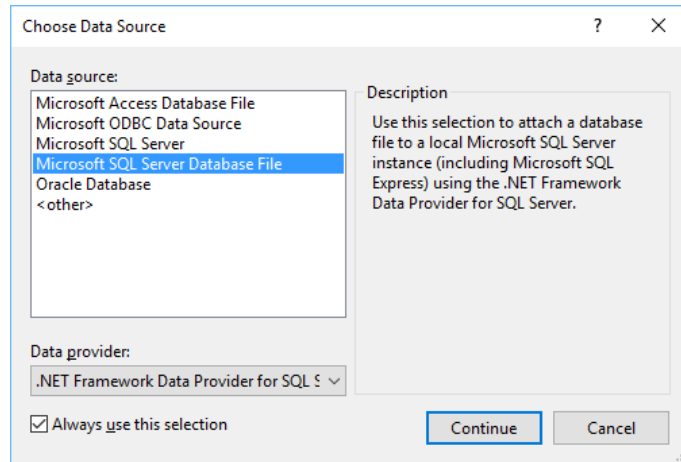 Choose Data Source
Data source:
Microsoft Access Database File
Microsoft ODBC Data Source
Microsoft SQL Server
Microsoft SQL Server Database File
Oracle Database
<other>
Description
Use this selection to attach a database
file to a local Microsoft SQL Server
instance (including Microsoft SQL
Express) using the .NET Framework
Data Provider for SQL Server.
Data provider:
.NET Framework Data Provider for SQL S
Always use this selection
Continue
Cancel